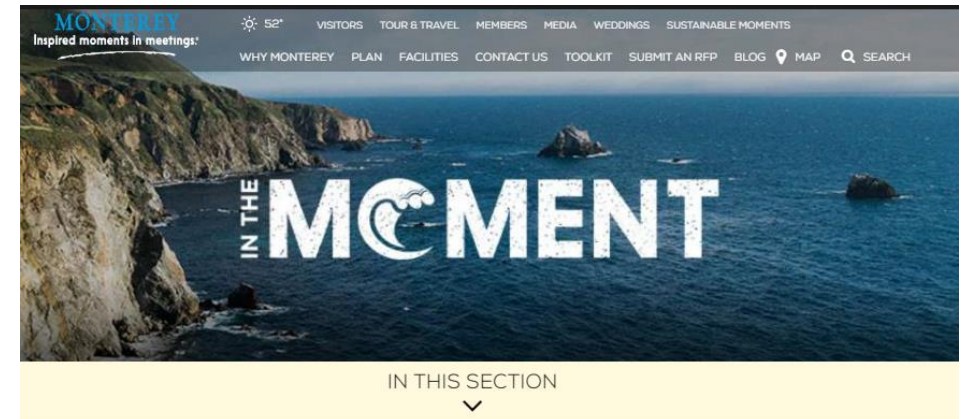 MONTEREY
Inspired moments in meetings.®
52°
VISITORS TOUR & TRAVEL MEMBERS MEDIA WEDDINGS SUSTAINABLE MOMENTS
WHY MONTEREY PLAN FACILITIES CONTACT US TOOLKIT SUBMIT AN RFP BLOG MAP SEARCH
IN THE MOMENT
IN THIS SECTION